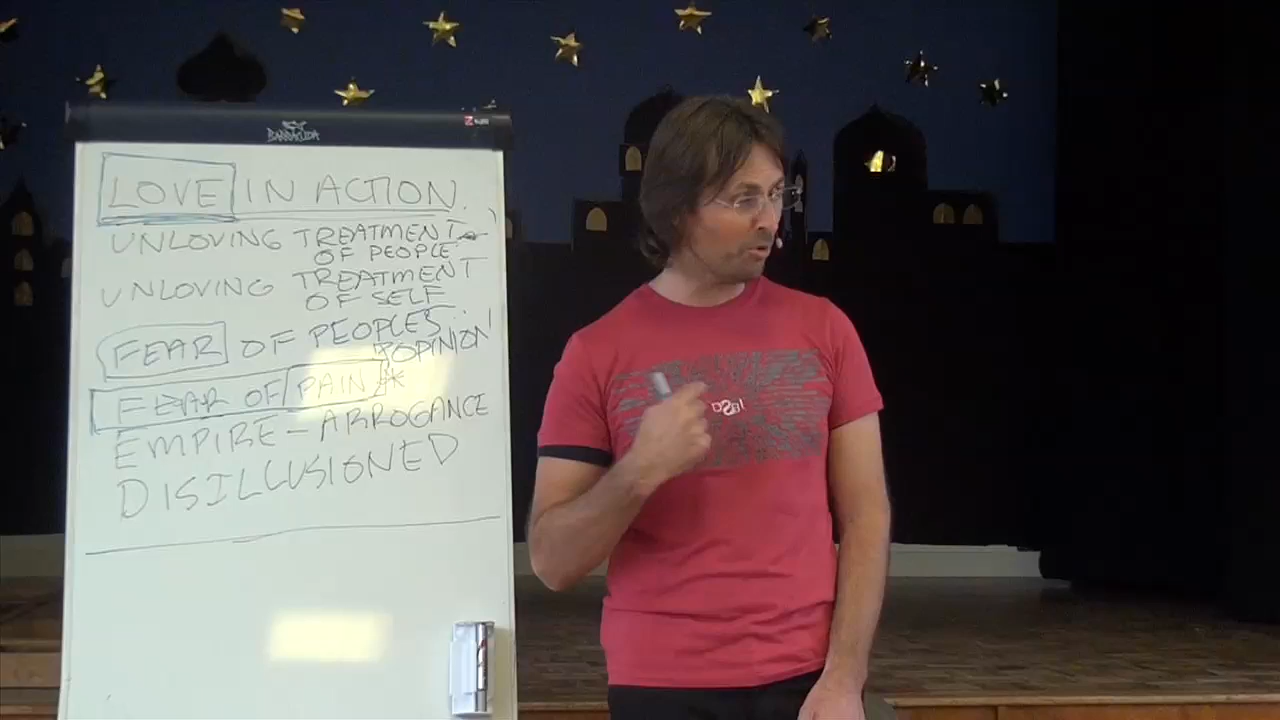 BARRACUDA
LOVE IN ACTION.
UNLOVING TREATMENT
OF PEOPLE
UNLOVING TREATMENT
OF SELF
FEAR OF PEOPLES..
OPINION
FEAR OF PAIN *
EMPIRE - ARROGANCE
DISILLUSIONED